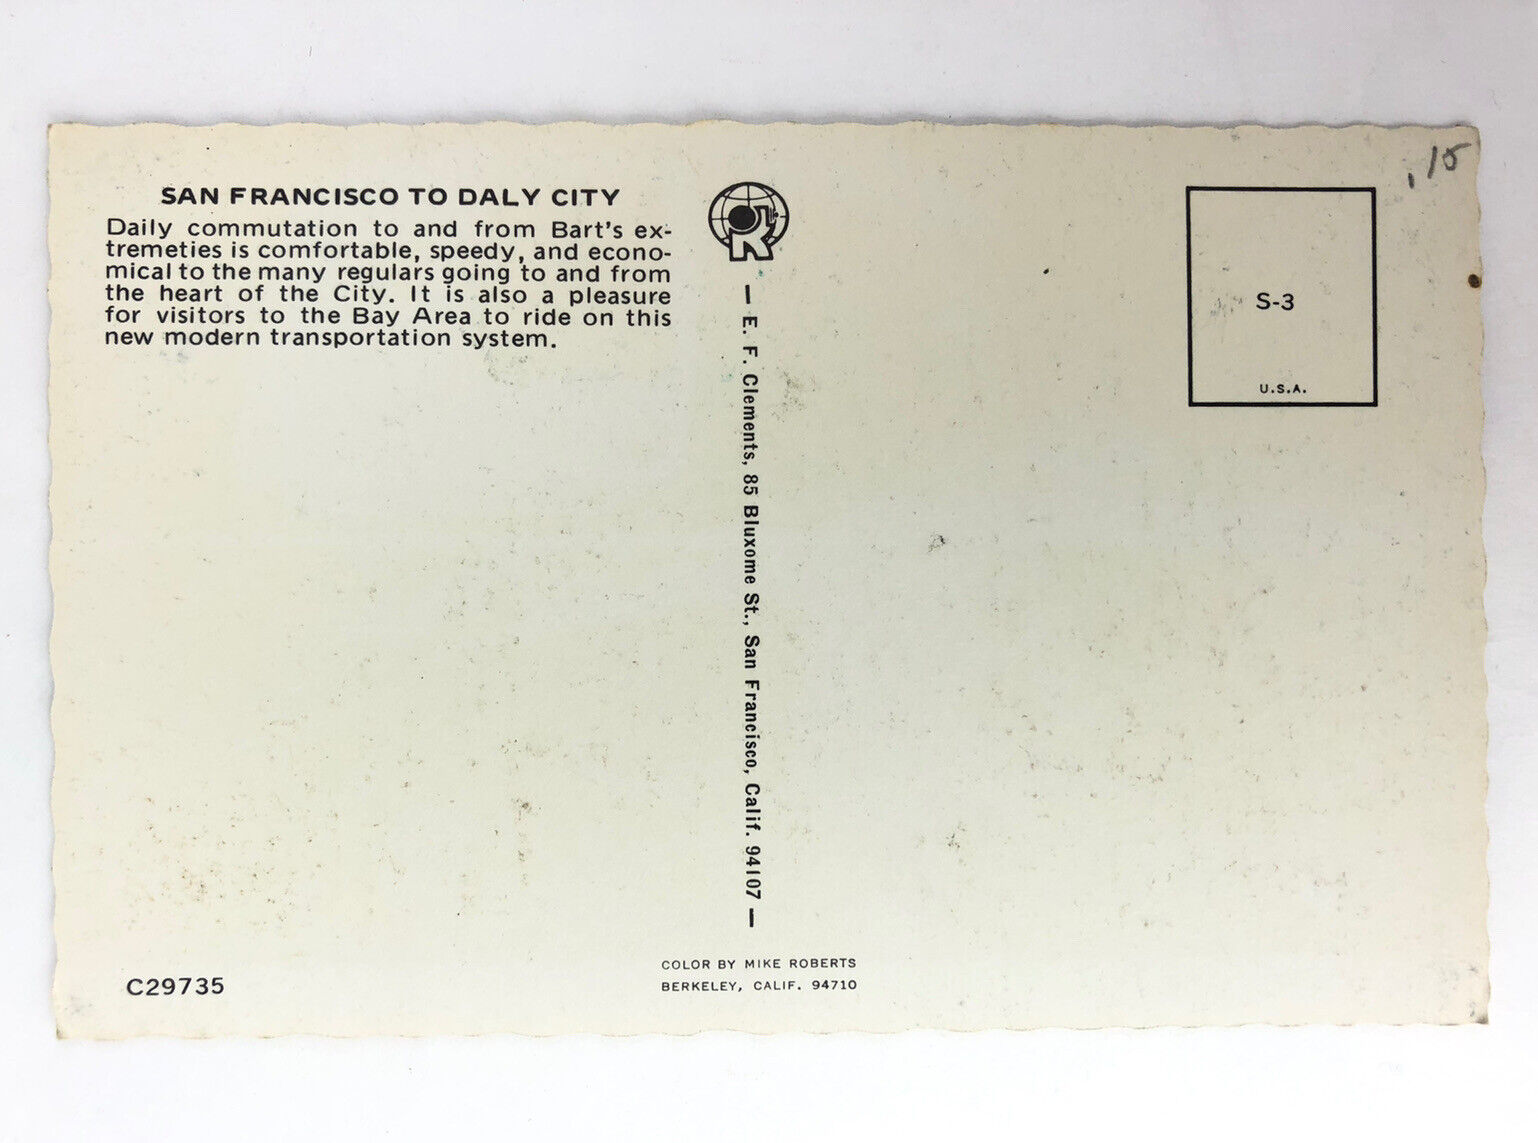 SAN FRANCISCO TO DALY CITY
Daily commutation to and from Bart's ex-
tremeties is comfortable, speedy, and econo-
mical to the many regulars going to and from
the heart of the City. It is also a pleasure
for visitors to the Bay Area to ride on this
new modern transportation system.
C29735
— E. F. Clements, 85 Bluxome St., San Francisco, Calif. 94107 —
COLOR BY MIKE ROBERTS
BERKELEY, CALIF. 94710
.15
S-3
U.S.A.